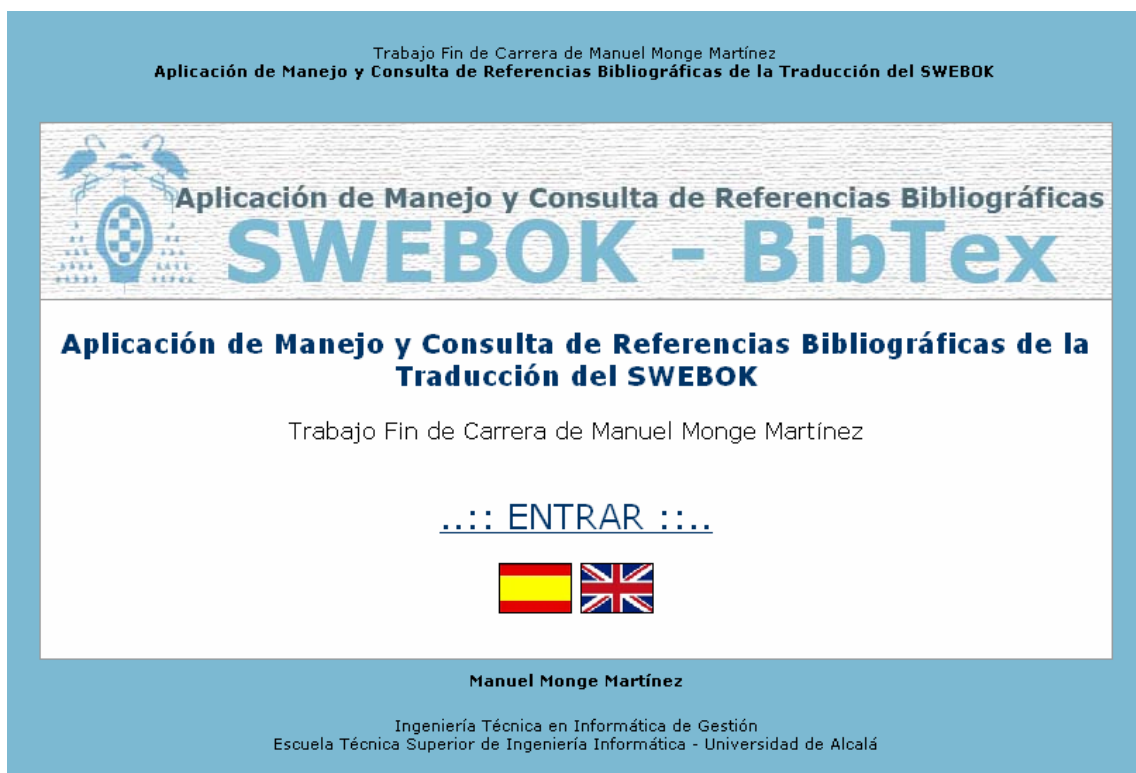 Trabajo Fin de Carrera de Manuel Monge Martínez
Aplicación de Manejo y Consulta de Referencias Bibliográficas de la Traducción del SWEBOK
Aplicación de Manejo y Consulta de Referencias Bibliográficas
SWEBOK - BibTex
Aplicación de Manejo y Consulta de Referencias Bibliográficas de la
Traducción del SWEBOK
Trabajo Fin de Carrera de Manuel Monge Martínez
..:: ENTRAR ::..
Manuel Monge Martínez
Ingeniería Técnica en Informática de Gestión
Escuela Técnica Superior de Ingeniería Informática - Universidad de Alcalá